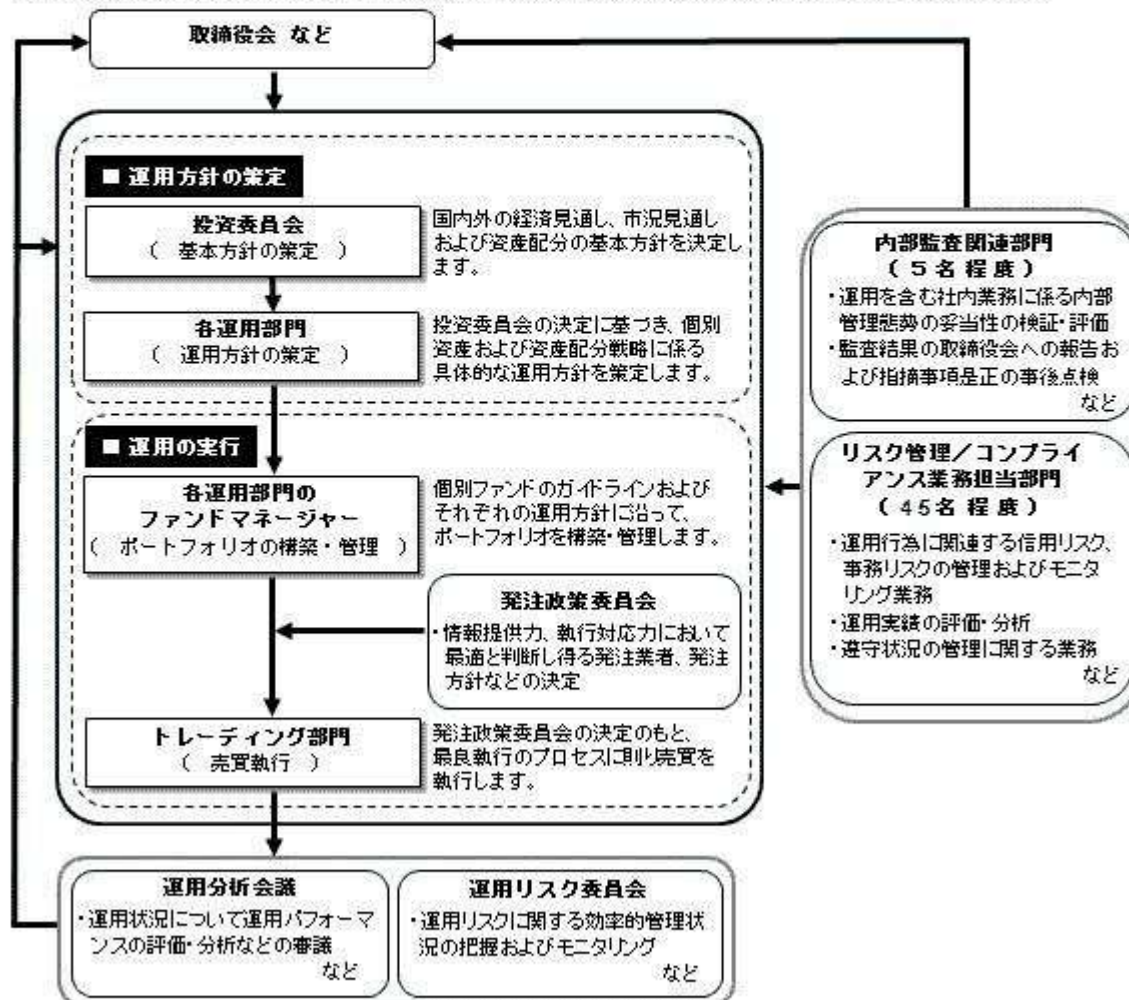 取締役会 など
■ 運用方針の策定
投資委員会
( 基本方針の策定 )
国内外の経済見通し、市況見通し
および資産配分の基本方針を決定し
ます。
各運用部門
( 運用方針の策定 )
投資委員会の決定に基づき、個別
資産および資産配分戦略に係る
具体的な運用方針を策定します。
■ 運用の実行
各運用部門の
ファンドマネージャー
( ポートフォリオの構築・管理 )
個別ファンドのガイドラインおよび
それぞれの運用方針に沿って、
ポートフォリオを構築・管理します。
発注政策委員会
・情報提供力、執行対応力において
最適と判断し得る発注業者、発注
方針などの決定
トレーディング部門
( 売買執行 )
発注政策委員会の決定のもと、
最良執行のプロセスに則り売買を
執行します。
内部監査関連部門
(5名程度)
・運用を含む社内業務に係る内部
管理態勢の妥当性の検証・評価
・監査結果の取締役会への報告お
よび指摘事項是正の事後点検
など
リスク管理/コンプライ
アンス業務担当部門
(45名程度)
・運用行為に関連する信用リスク、
事務リスクの管理およびモニタ
リング業務
・運用実績の評価・分析
・遵守状況の管理に関する業務
など
運用分析会議
・運用状況について運用パフォーマ
ンスの評価・分析などの審議
など
運用リスク委員会
・運用リスクに関する効率的管理状
況の把握およびモニタリング
など